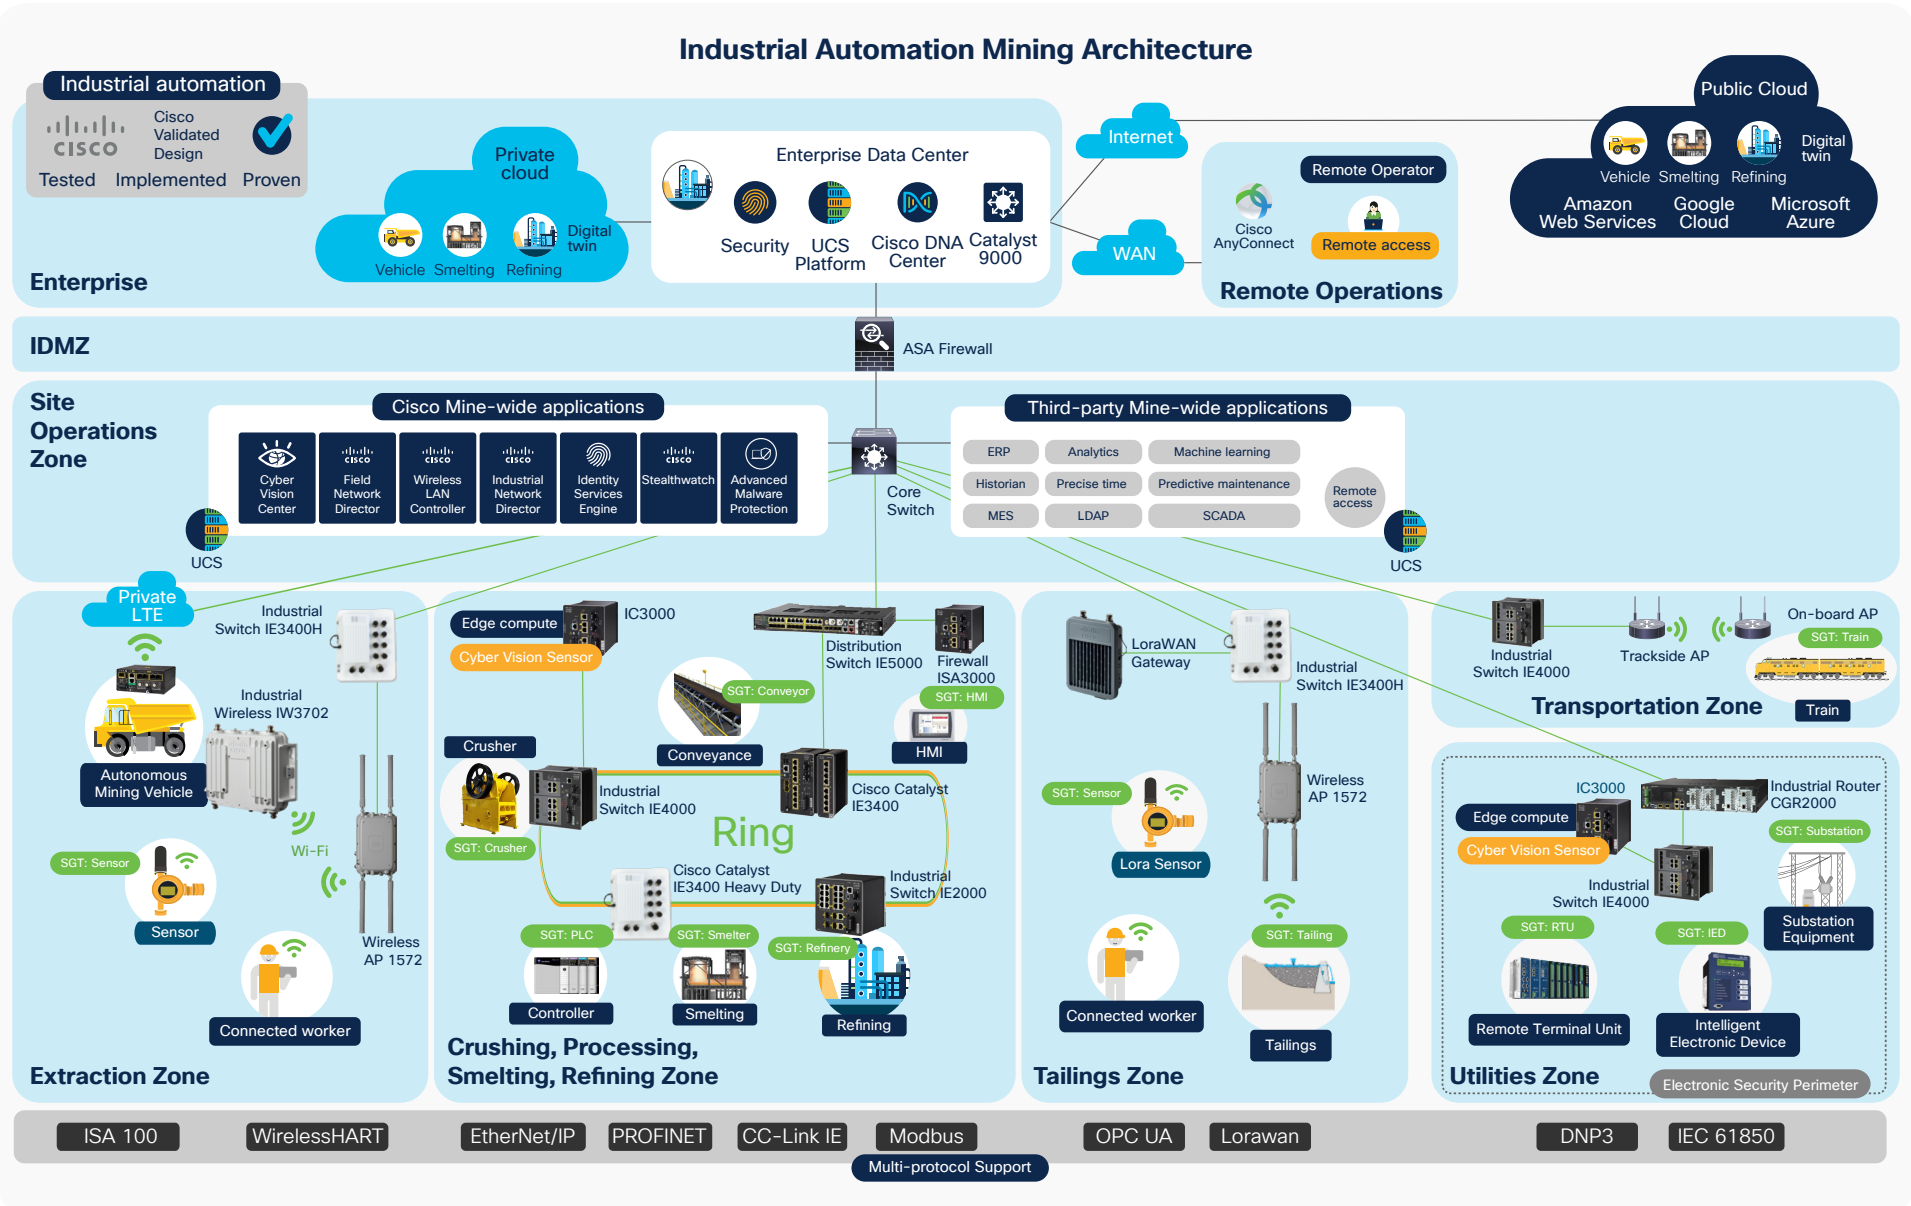 Industrial Automation Mining Architecture
Industrial automation
CISCO
Cisco
Validated
Design
Tested
Implemented
Proven
Enterprise
Private
cloud
Digital
twin
Vehicle
Smelting
Refining
Enterprise Data Center
Security
UCS
Platform
Cisco DNA
Center
Catalyst
9000
Internet
WAN
Remote Operator
Cisco
AnyConnect
Remote access
Remote Operations
Public Cloud
Digital
twin
Vehicle
Smelting
Refining
Amazon
Web Services
Google
Cloud
Microsoft
Azure
IDMZ
ASA Firewall
Site
Operations
Zone
Cisco Mine-wide applications
Cyber
Vision
Center
CISCO
Field
Network
Director
CISCO
Wireless
LAN
Controller
CISCO
Industrial
Network
Director
Identity
Services
Engine
CISCO
Stealthwatch
Advanced
Malware
Protection
UCS
Core
Switch
Third-party Mine-wide applications
ERP
Analytics
Machine learning
Historian
Precise time
Predictive maintenance
MES
LDAP
SCADA
Remote
access
UCS
Private
LTE
Industrial
Switch IE3400H
Industrial
Wireless IW3702
Autonomous
Mining Vehicle
Wi-Fi
SGT: Sensor
Sensor
Wireless
AP 1572
Connected worker
Extraction Zone
Edge compute
IC3000
Cyber Vision Sensor
Distribution
Switch IE5000
Firewall
ISA3000
SGT: Conveyor
Conveyance
SGT: HMI
HMI
Crusher
SGT: Crusher
Industrial
Switch IE4000
Cisco Catalyst
IE3400
Ring
Cisco Catalyst
IE3400 Heavy Duty
Industrial
Switch IE2000
SGT: PLC
Controller
SGT: Smelter
Smelting
SGT: Refinery
Refining
Crushing, Processing,
Smelting, Refining Zone
LoraWAN
Gateway
Industrial
Switch IE3400H
SGT: Sensor
Lora Sensor
Wireless
AP 1572
Connected worker
SGT: Tailing
Tailings
Tailings Zone
Industrial
Switch IE4000
Trackside AP
On-board AP
SGT: Train
Train
Transportation Zone
IC3000
Edge compute
Cyber Vision Sensor
Industrial Router
CGR2000
SGT: Substation
Industrial
Switch IE4000
Substation
Equipment
SGT: RTU
Remote Terminal Unit
SGT: IED
Intelligent
Electronic Device
Utilities Zone
Electronic Security Perimeter
ISA 100
WirelessHART
EtherNet/IP
PROFINET
CC-Link IE
Modbus
OPC UA
Lorawan
DNP3
IEC 61850
Multi-protocol Support